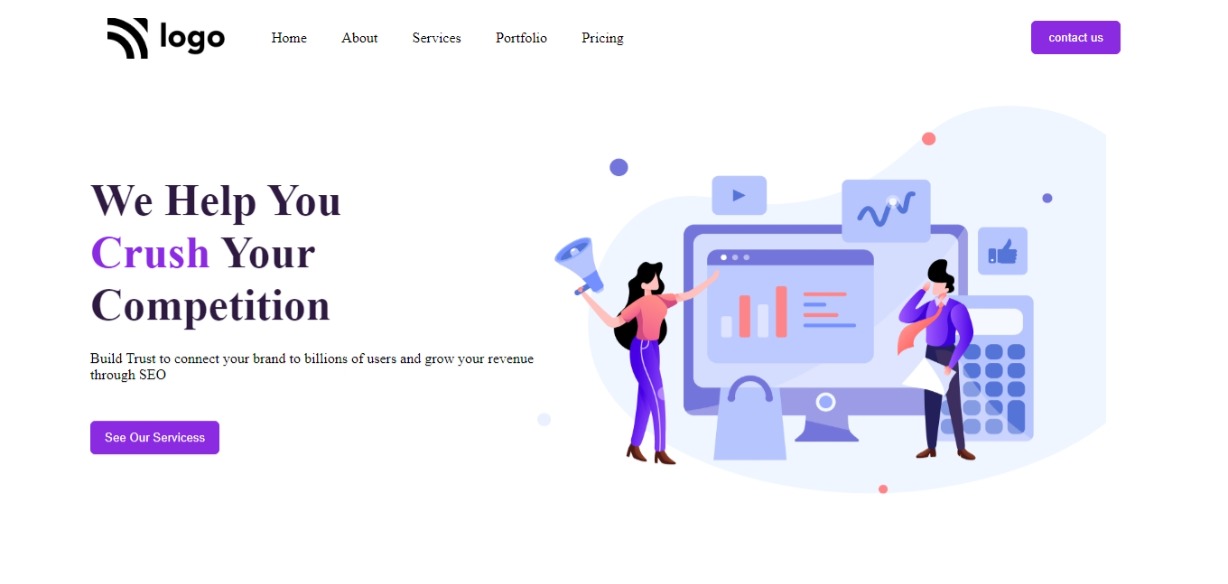 logo
Home
About
Services
Portfolio
Pricing
contact us
We Help You
Crush Your
Competition
Build Trust to connect your brand to billions of users and grow your revenue
through SEO
See Our Servicess